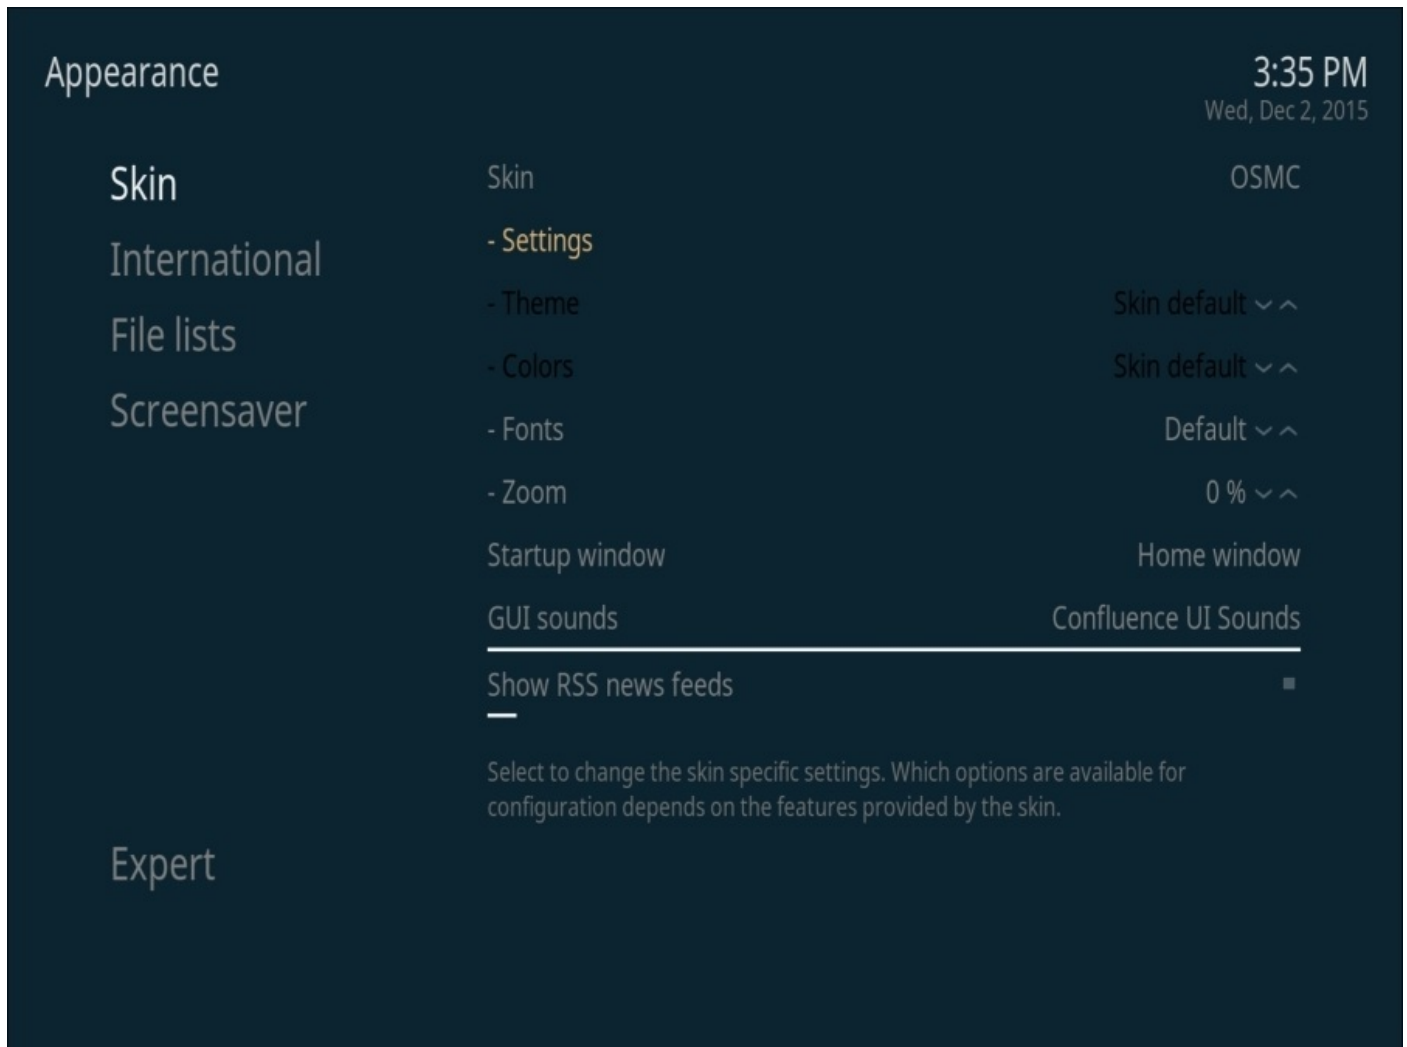 Appearance
3:35 PM
Wed, Dec 2, 2015
Skin
International
File lists
Screensaver
Expert
Skin OSMC
- Settings
- Theme Skin default
- Colors Skin default
- Fonts Default
- Zoom 0 %
Startup window Home window
GUI sounds Confluence UI Sounds
Show RSS news feeds
Select to change the skin specific settings. Which options are available for
configuration depends on the features provided by the skin.